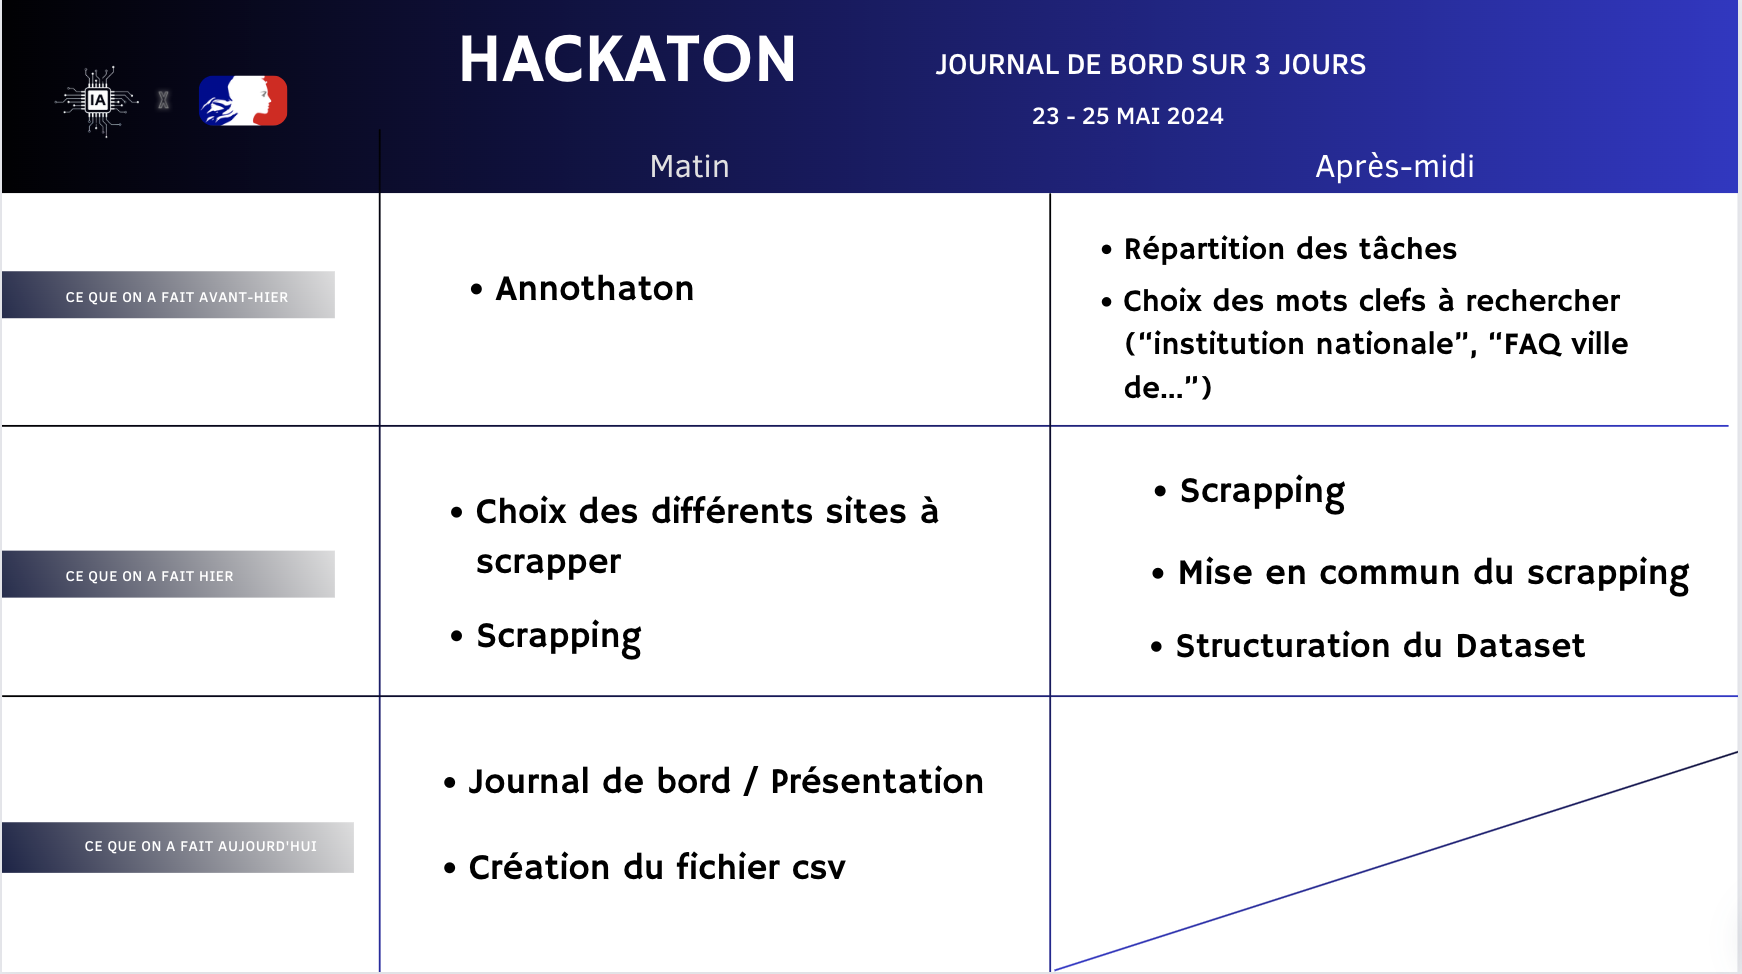 HACKATON
JOURNAL DE BORD SUR 3 JOURS
23 - 25 MAI 2024
IA
X
Matin
Après-midi
CE QUE ON A FAIT AVANT-HIER
• Annothaton
• Répartition des tâches
• Choix des mots clefs à rechercher
(“institution nationale”, “FAQ ville
de...”)
CE QUE ON A FAIT HIER
• Choix des différents sites à
scrapper
• Scrapping
• Scrapping
• Mise en commun du scrapping
• Structuration du Dataset
CE QUE ON A FAIT AUJOURD'HUI
• Journal de bord / Présentation
• Création du fichier csv